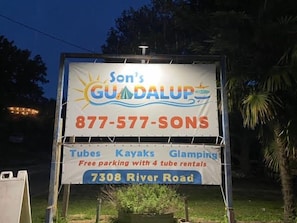 Son's
GUADALUPE
877-577-SONS
Tubes Kayaks Glamping
Free parking with 4 tube rentals
7308 River Road